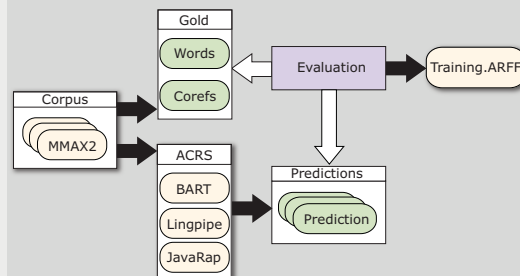 Gold
Words
Corefs
Evaluation
Training.ARFF
Corpus
MMAX2
ACRS
BART
Lingpipe
JavaRap
Predictions
Prediction